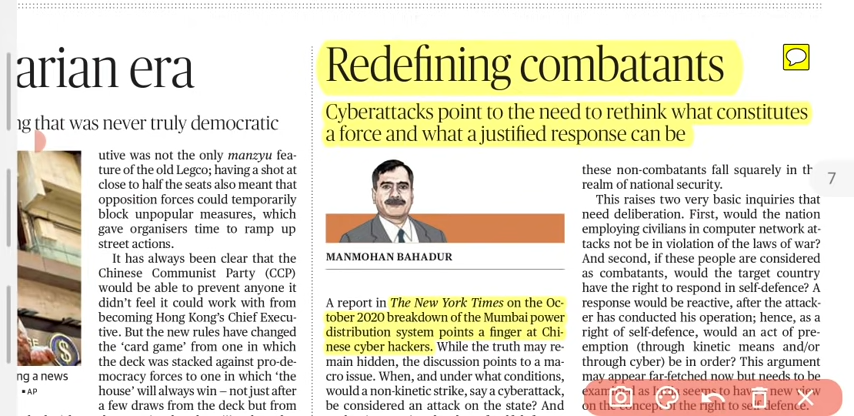 arian era
ng that was never truly democratic
ng a news
• AP
utive was not the only manzyu fea-
ture of the old Legco; having a shot at
close to half the seats also meant that
opposition forces could temporarily
block unpopular measures, which
gave organisers time to ramp up
street actions.
It has always been clear that the
Chinese Communist Party (CCP)
would be able to prevent anyone it
didn't feel it could work with from
becoming Hong Kong's Chief Execu-
tive. But the new rules have changed
the 'card game' from one in which
the deck was stacked against pro-de-
mocracy forces to one in which 'the
house' will always win – not just after
a few draws from the deck but from
Redefining combatants
Cyberattacks point to the need to rethink what constitutes
a force and what a justified response can be
MANMOHAN BAHADUR
A report in The New York Times on the Oc-
tober 2020 breakdown of the Mumbai power
distribution system points a finger at Chi-
nese cyber hackers. While the truth may re-
main hidden, the discussion points to a ma-
cro issue. When, and under what conditions,
would a non-kinetic strike, say a cyberattack,
be considered an attack on the state? And
these non-combatants fall squarely in th
realm of national security.
This raises two very basic inquiries that
need deliberation. First, would the nation
employing civilians in computer network at-
tacks not be in violation of the laws of war?
And second, if these people are considered
as combatants, would the target country
have the right to respond in self-defence? A
response would be reactive, after the attack-
er has conducted his operation; hence, as a
right of self-defence, would an act of pre-
emption (through kinetic means and/or
through cyber) be in order? This argument
may appear far-fetched now but needs to be
seems to have a new view
on the concept of the right to self-defence.
7